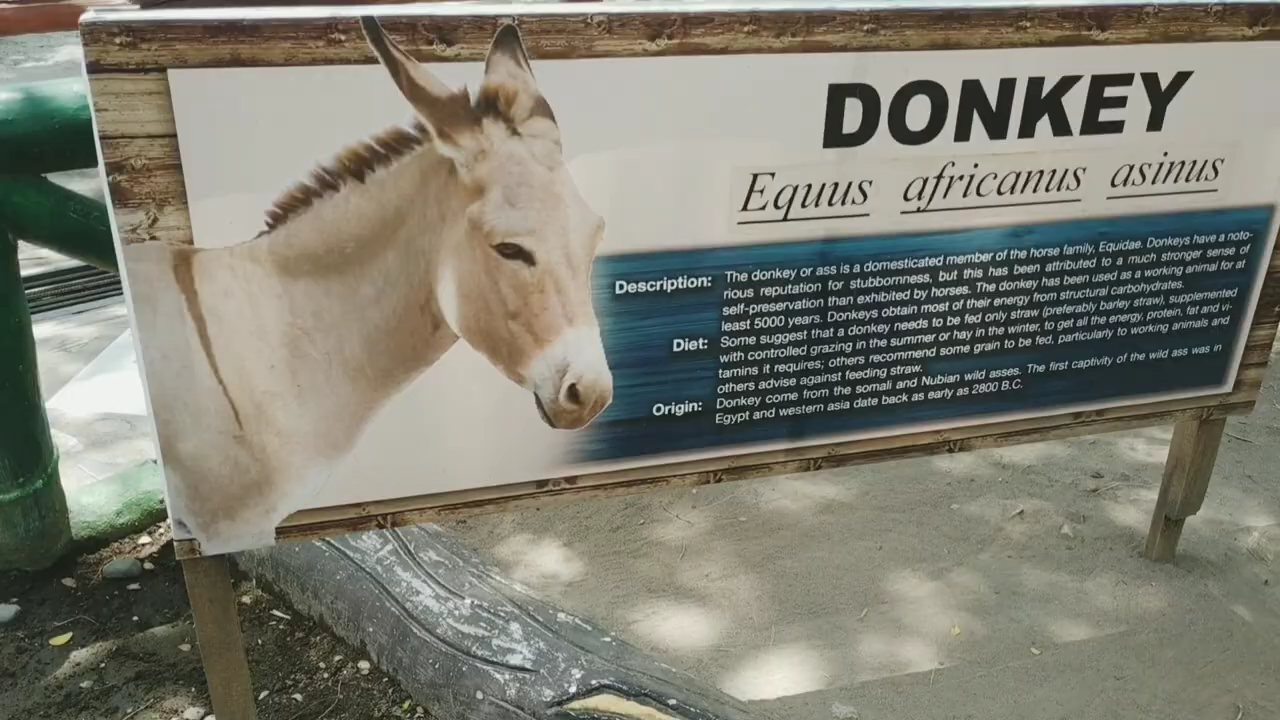 DONKEY
Equus africanus asinus
Description: The donkey or ass is a domesticated member of the horse family, Equidae. Donkeys have a noto-
rious reputation for stubbornness, but this has been attributed to a much stronger sense of
self-preservation than exhibited by horses. The donkey has been used as a working animal for at
least 5000 years. Donkeys obtain most of their energy from structural carbohydrates.
Diet: Some suggest that a donkey needs to be fed only straw (preferably barley straw), supplemented
with controlled grazing in the summer or hay in the winter, to get all the energy, protein, fat and vi-
tamins it requires; others recommend some grain to be fed, particularly to working animals and
others advise against feeding straw.
Origin: Donkey come from the somali and Nubian wild asses. The first captivity of the wild ass was in
Egypt and western asia date back as early as 2800 B.C.